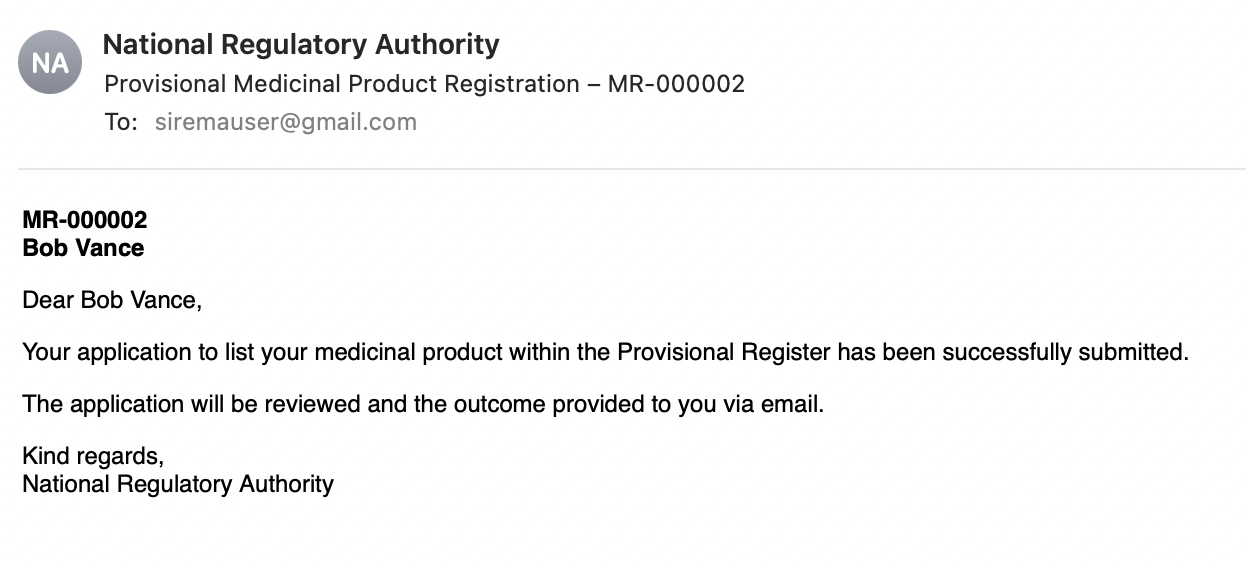 NA
National Regulatory Authority
Provisional Medicinal Product Registration – MR-000002
To: siremauser@gmail.com
MR-000002
Bob Vance
Dear Bob Vance,
Your application to list your medicinal product within the Provisional Register has been successfully submitted.
The application will be reviewed and the outcome provided to you via email.
Kind regards,
National Regulatory Authority